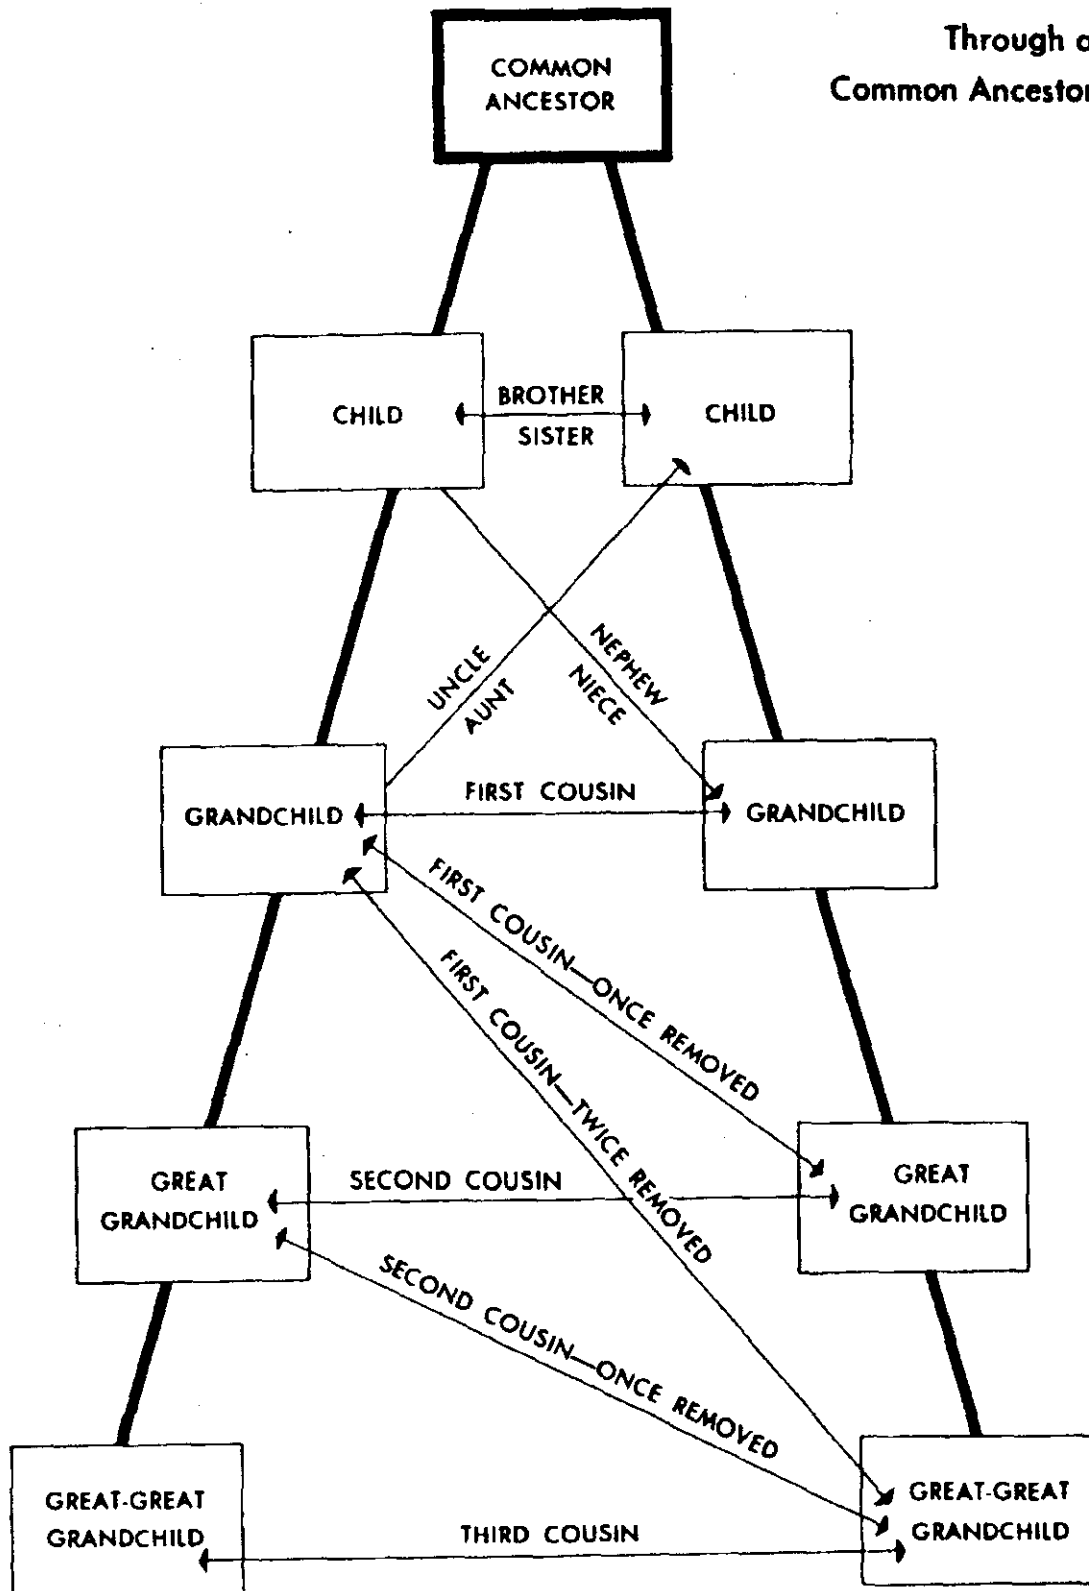 Through a
Common Ancestor
COMMON
ANCESTOR
CHILD
BROTHER
SISTER
CHILD
UNCLE
AUNT
NEPHEW
NIECE
GRANDCHILD
FIRST COUSIN
GRANDCHILD
FIRST COUSIN—ONCE REMOVED
FIRST COUSIN—TWICE REMOVED
GREAT
GRANDCHILD
SECOND COUSIN
GREAT
GRANDCHILD
SECOND COUSIN—ONCE REMOVED
GREAT-GREAT
GRANDCHILD
THIRD COUSIN
GREAT-GREAT
GRANDCHILD